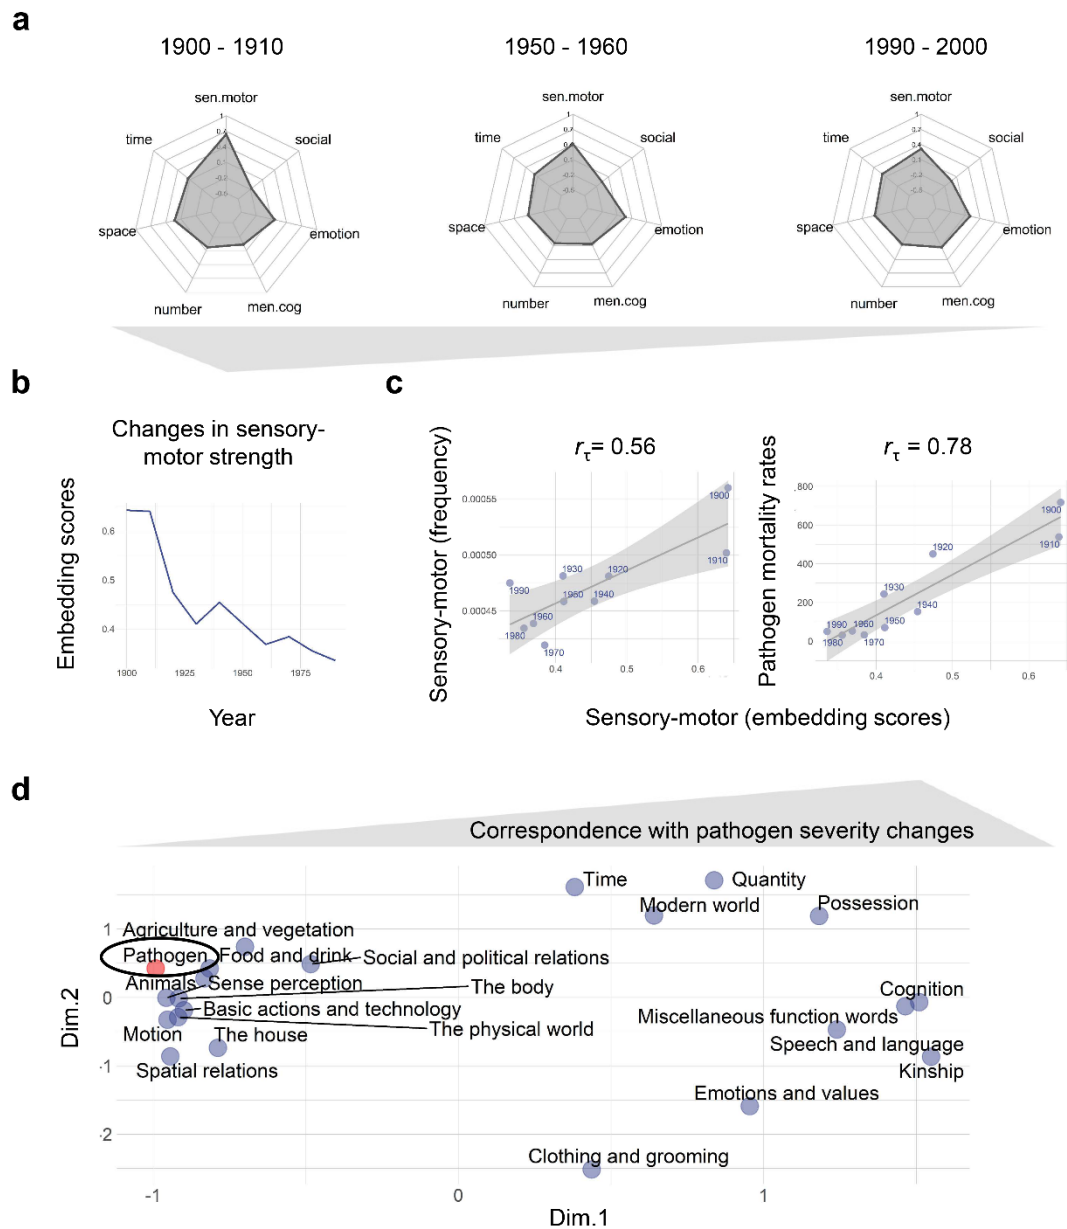 a
1900 - 1910
1950 - 1960
1990 - 2000
sen.motor
time
social
space
emotion
number
men.cog
sen.motor
time
social
space
emotion
number
men.cog
sen.motor
time
social
space
emotion
number
men.cog
b
Changes in sensory-
motor strength
Embedding scores
0.6
0.5
0.4
1900
1925
1950
1975
Year
c
Sensory-motor (frequency)
rτ= 0.56
0.00055
0.00050
0.00045
1900
1910
1920
1930
1940
1960
1990
1960
1980
1970
0.4
0.5
0.6
Pathogen mortality rates
rτ = 0.78
800
600
400
200
0
1900
1910
1920
1930
1940
1950
1990
1960
1980
1970
0.4
0.5
0.6
Sensory-motor (embedding scores)
d
Correspondence with pathogen severity changes
Time
Quantity
Modern world
Possession
Agriculture and vegetation
Pathogen
Food and drink
Social and political relations
Animals
Sense perception
The body
Cognition
Basic actions and technology
Miscellaneous function words
The physical world
Motion
The house
Speech and language
Spatial relations
Kinship
Emotions and values
Clothing and grooming
Dim.2
1
0
-1
-2
-1
0
1
Dim.1